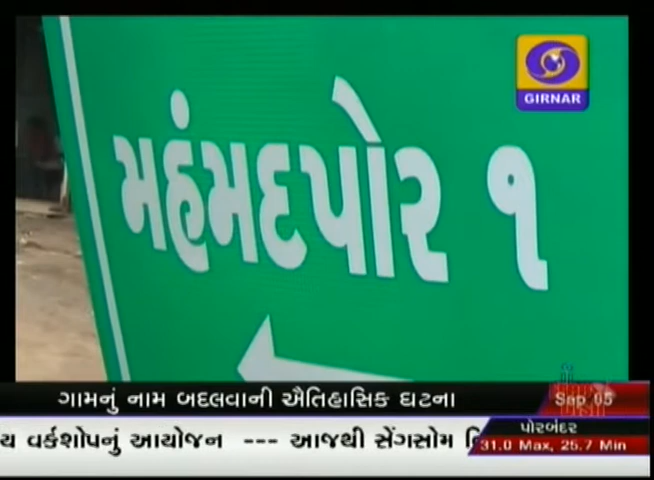 GIRNAR
મહંમદપોર ૧
ગામનું નામ બદલવાની ઐતિહાસિક ઘટના
Sep 05
પોરબંદર
વર્કશોપનું આયોજન --- આજથી સેંગસોમ
31.0 Max, 25.7 Min